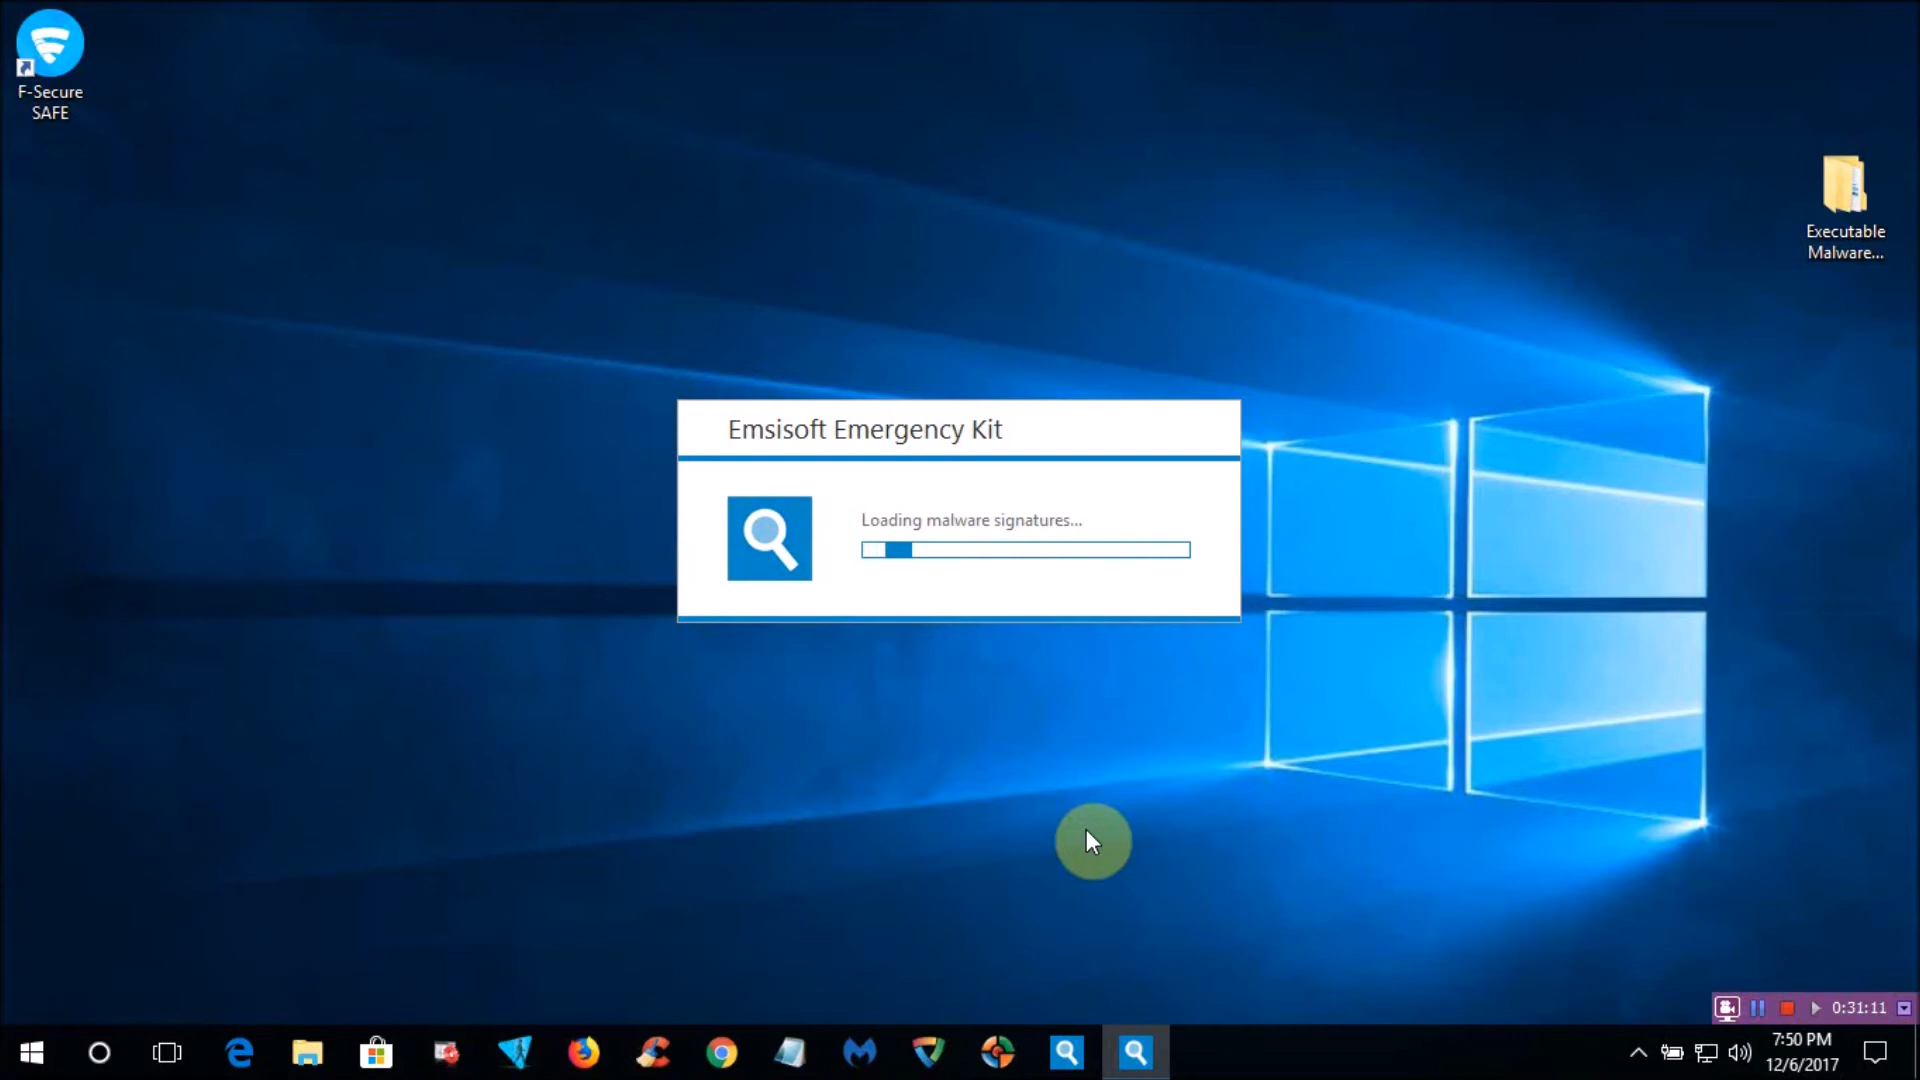 F-Secure
SAFE
Executable
Malware...
Emsisoft Emergency Kit
Loading malware signatures...
0:31:11
7:50 PM
12/6/2017